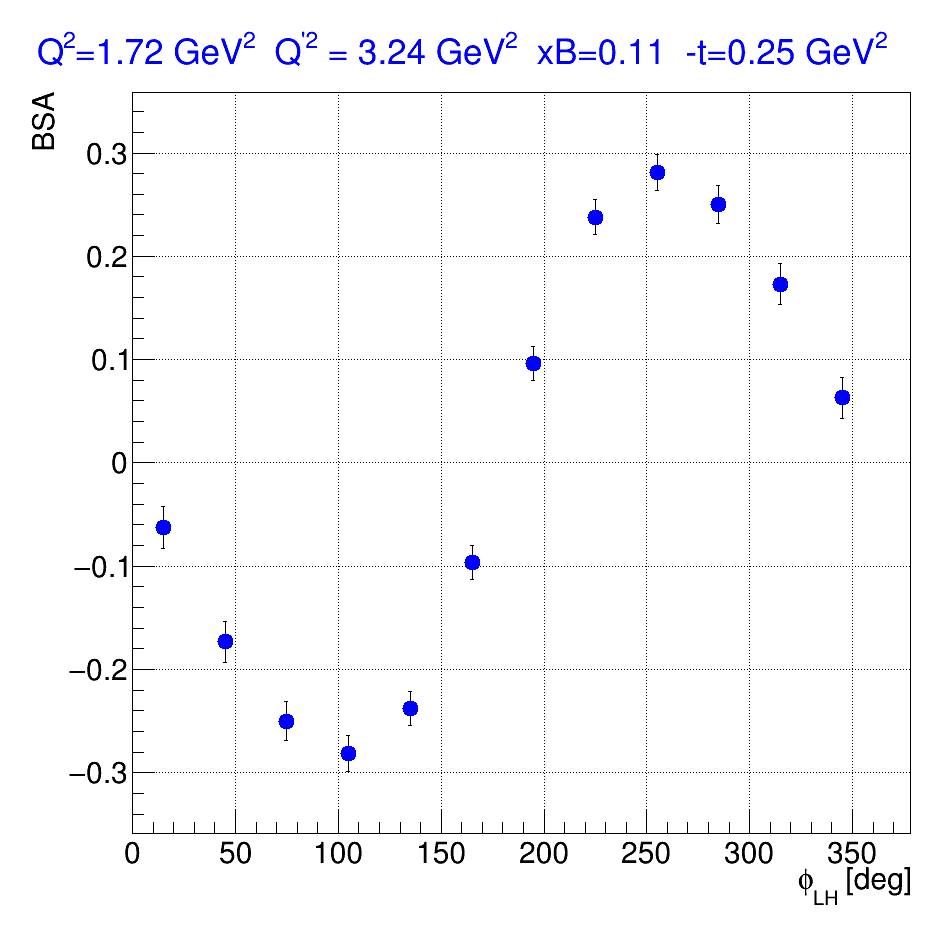 Q²=1.72 GeV² Q'² = 3.24 GeV² xB=0.11 -t=0.25 GeV²
BSA
0.3
0.2
0.1
0
−0.1
−0.2
−0.3
0 50 100 150 200 250 300 350
ϕLH [deg]